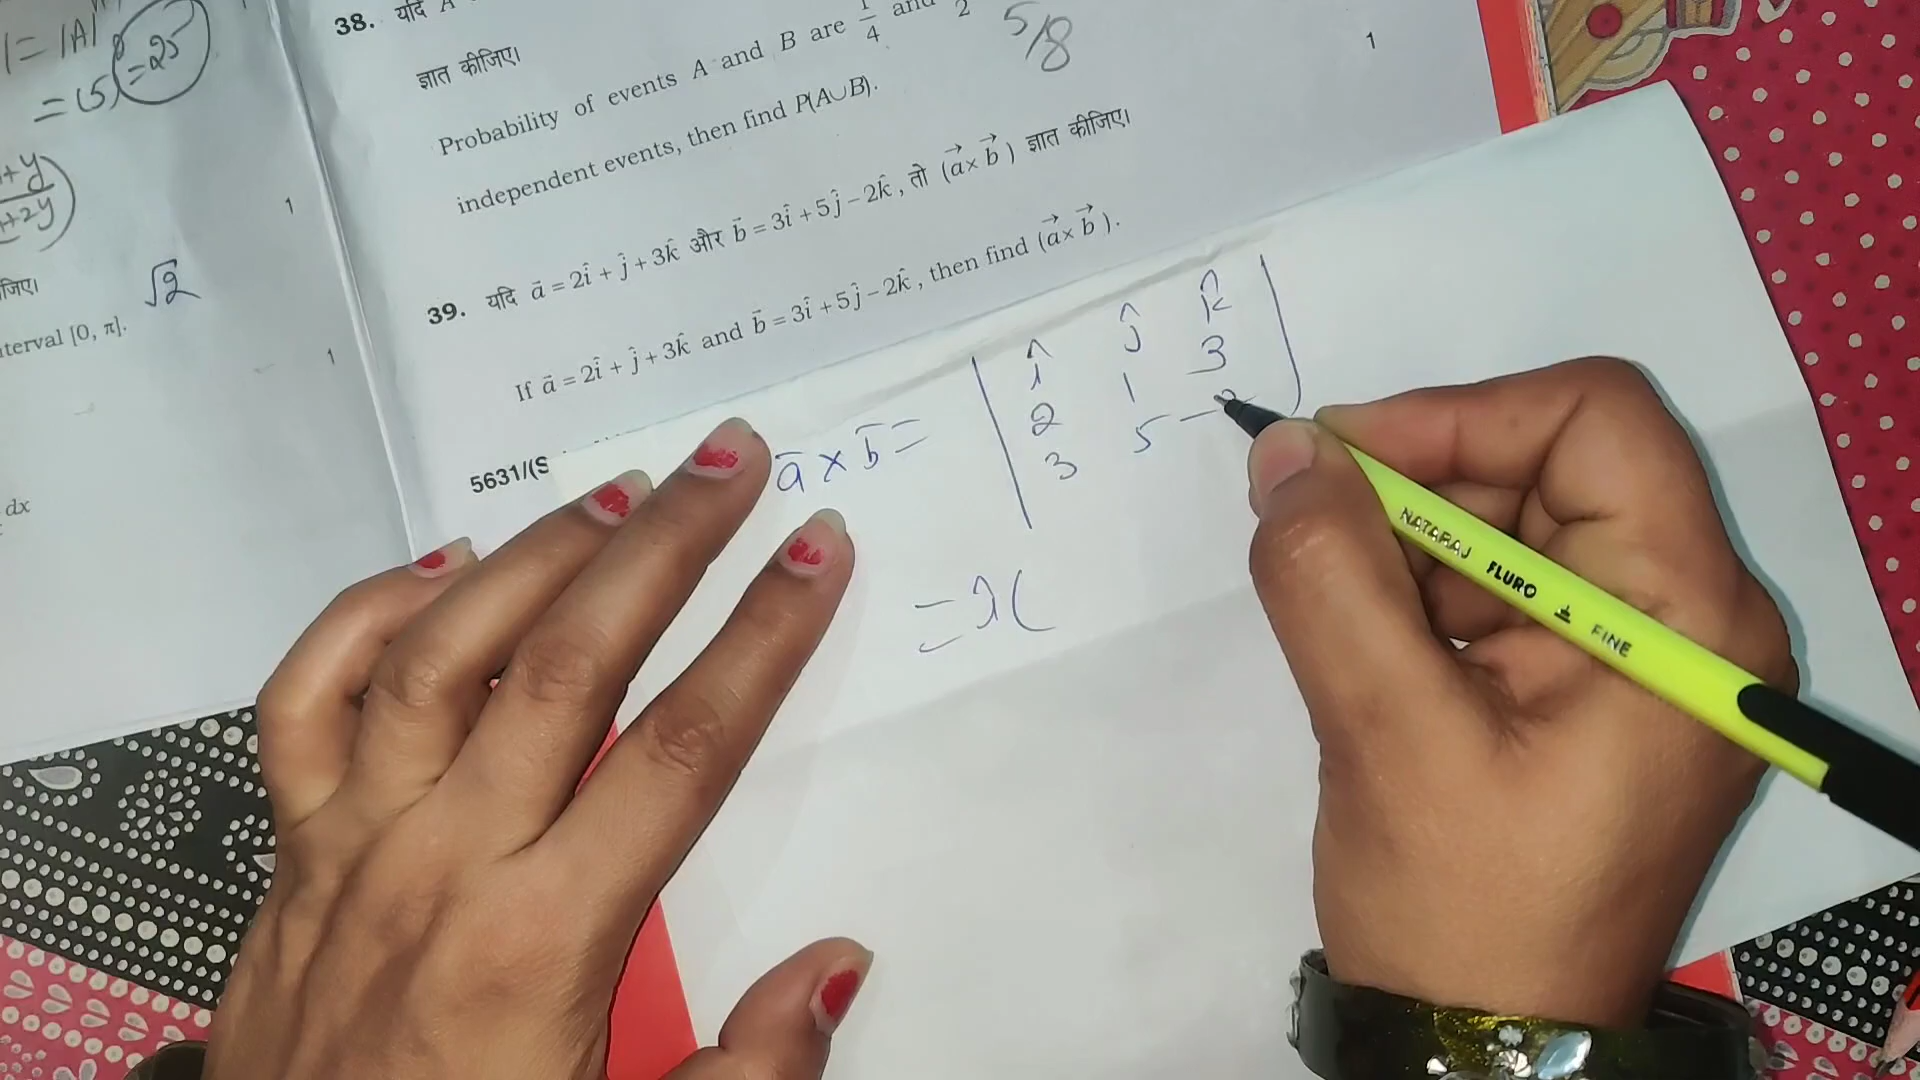 | = |A|
= (5) = 25
+y
+2y
जिए।
√2
terval [0, π].
1
1
dx
38. यदि A
ज्ञात कीजिए।
Probability of events A and B are 1/4 and 2
5/8
independent events, then find P(A∪B).
1
39. यदि a⃗ = 2î + ĵ + 3k̂ और b⃗ = 3î + 5ĵ − 2k̂, तो (a⃗ × b⃗) ज्ञात कीजिए।
If a⃗ = 2î + ĵ + 3k̂ and b⃗ = 3î + 5ĵ − 2k̂, then find (a⃗ × b⃗).
5631/(S
a̅ × b̅ = | î ĵ k̂
2 1 3
3 5 − |
= î (
NATARAJ FLURO FINE